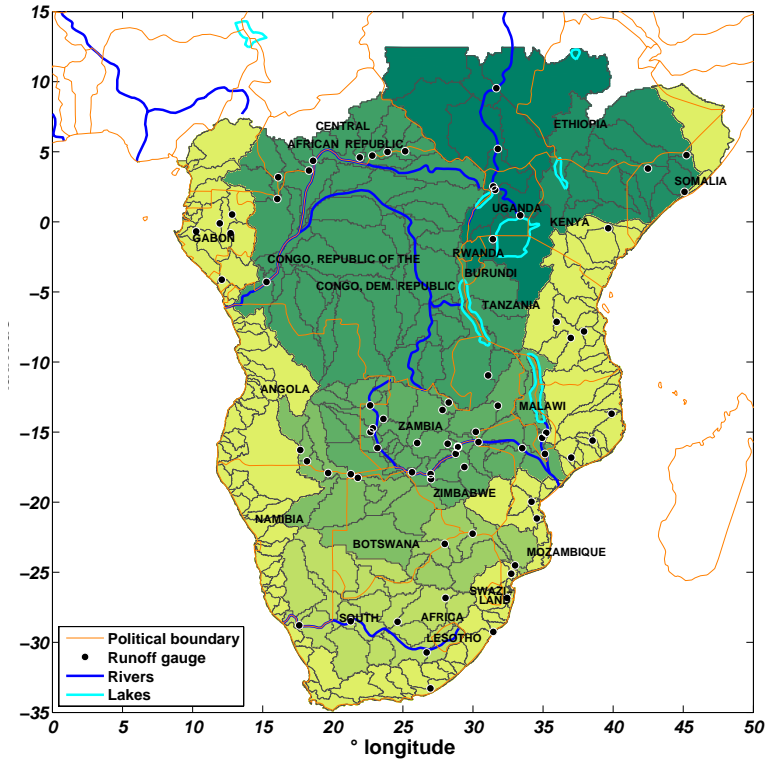 15
10
5
0
−5
−10
−15
−20
−25
−30
−35
CENTRAL
AFRICAN REPUBLIC
ETHIOPIA
SOMALIA
UGANDA
KENYA
GABON
RWANDA
CONGO, REPUBLIC OF THE
BURUNDI
CONGO, DEM. REPUBLIC
TANZANIA
ANGOLA
MALAWI
ZAMBIA
ZIMBABWE
NAMIBIA
BOTSWANA
MOZAMBIQUE
SWAZI−
LAND
SOUTH AFRICA
LESOTHO
Political boundary
Runoff gauge
Rivers
Lakes
0 5 10 15 20 25 30 35 40 45 50
° longitude